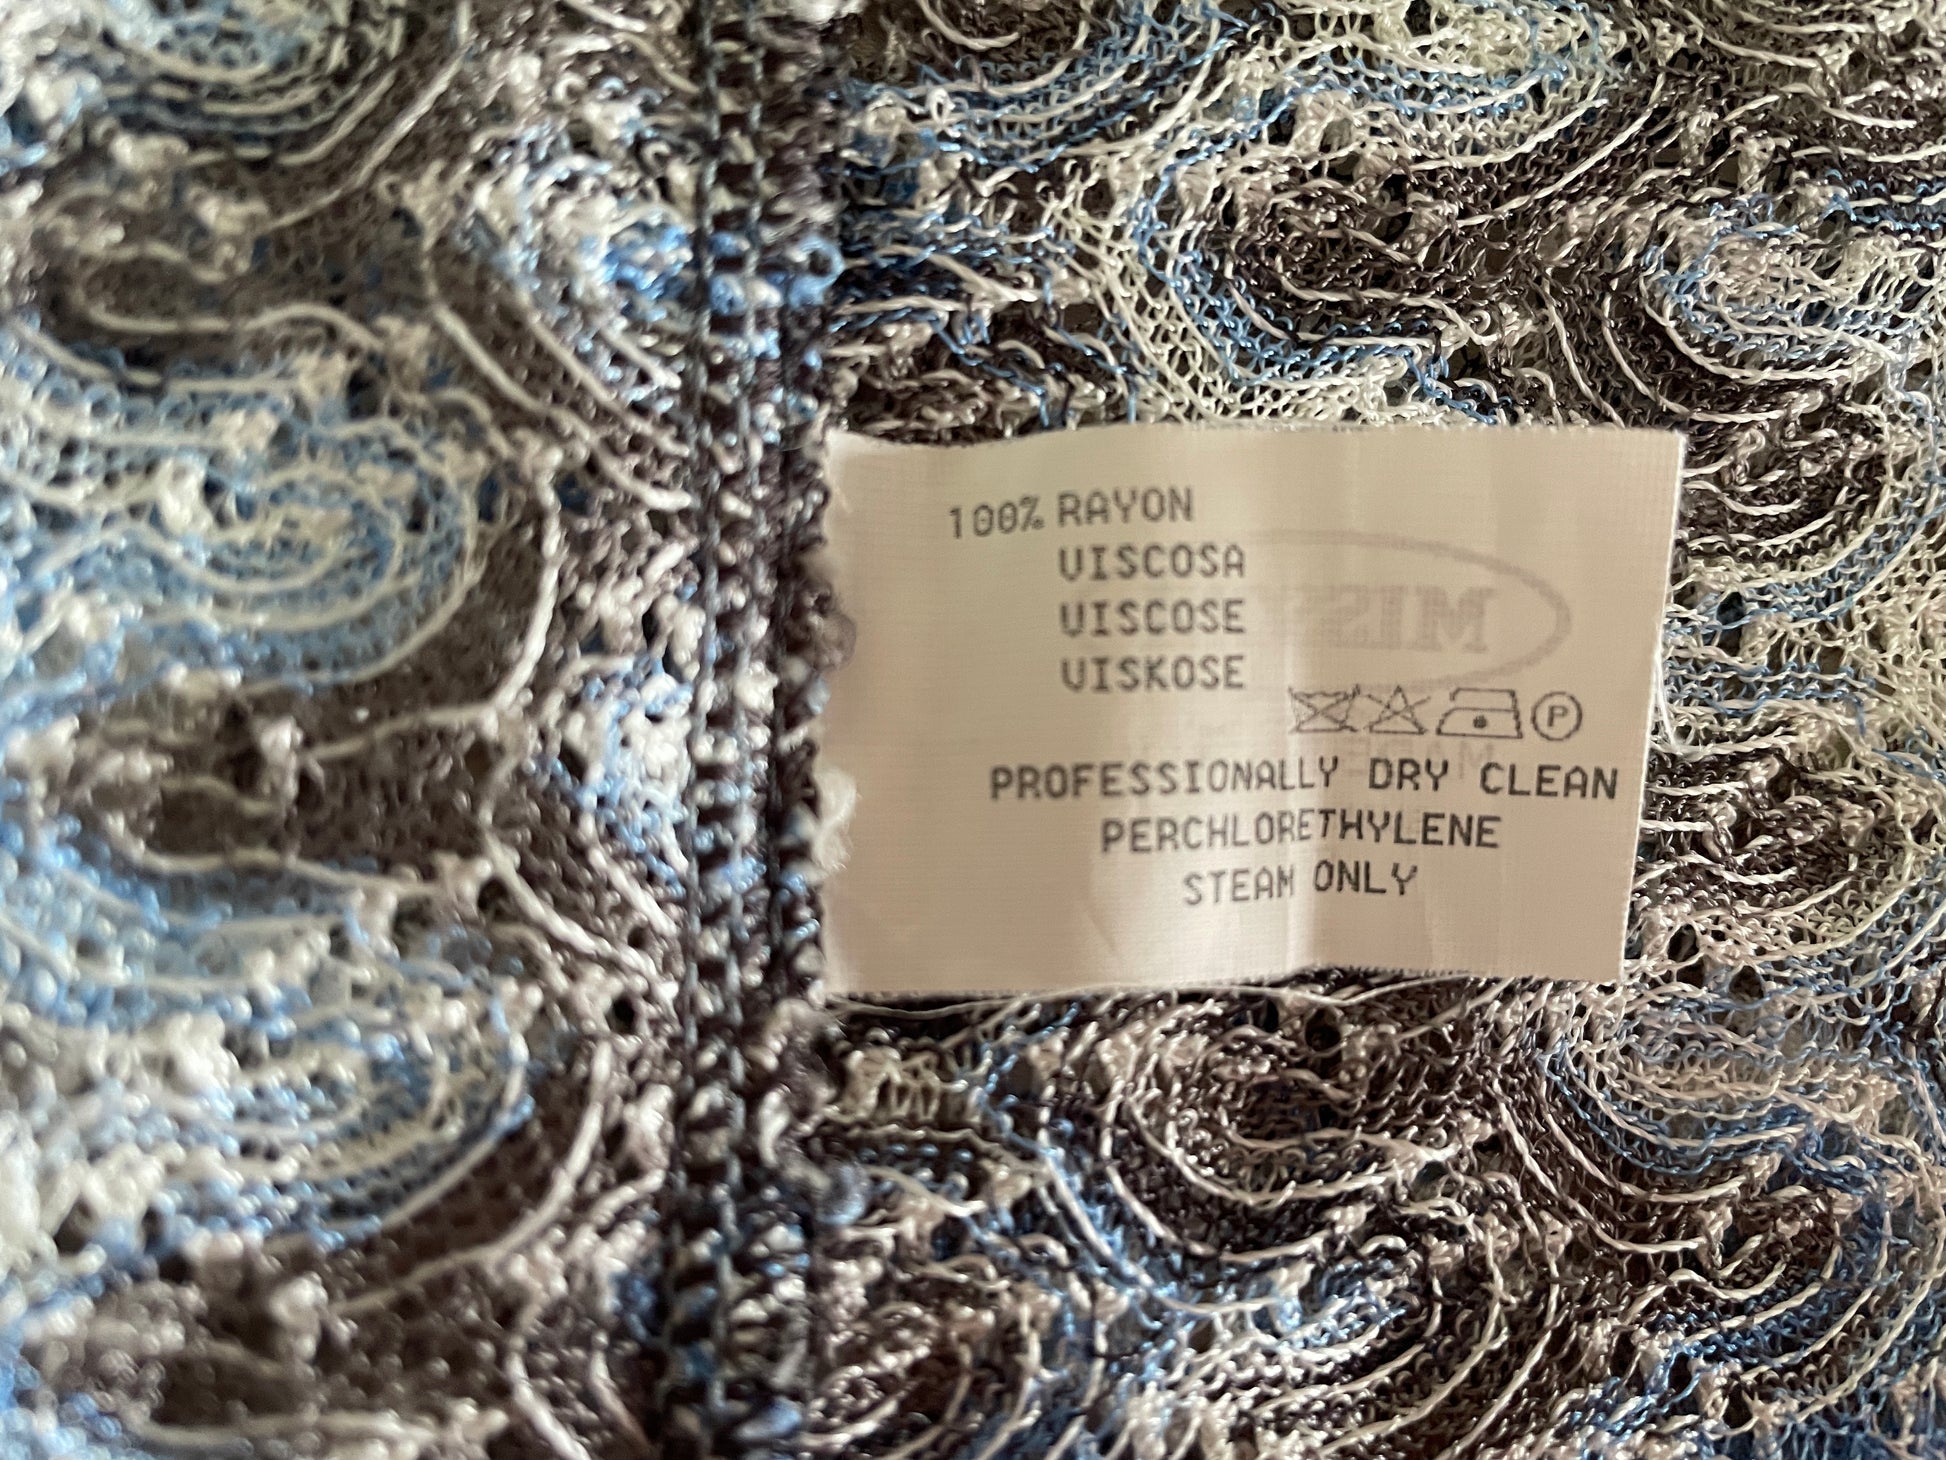 100% RAYON
VISCOSA
VISCOSE
VISKOSE
P
PROFESSIONALLY DRY CLEAN
PERCHLORETHYLENE
STEAM ONLY